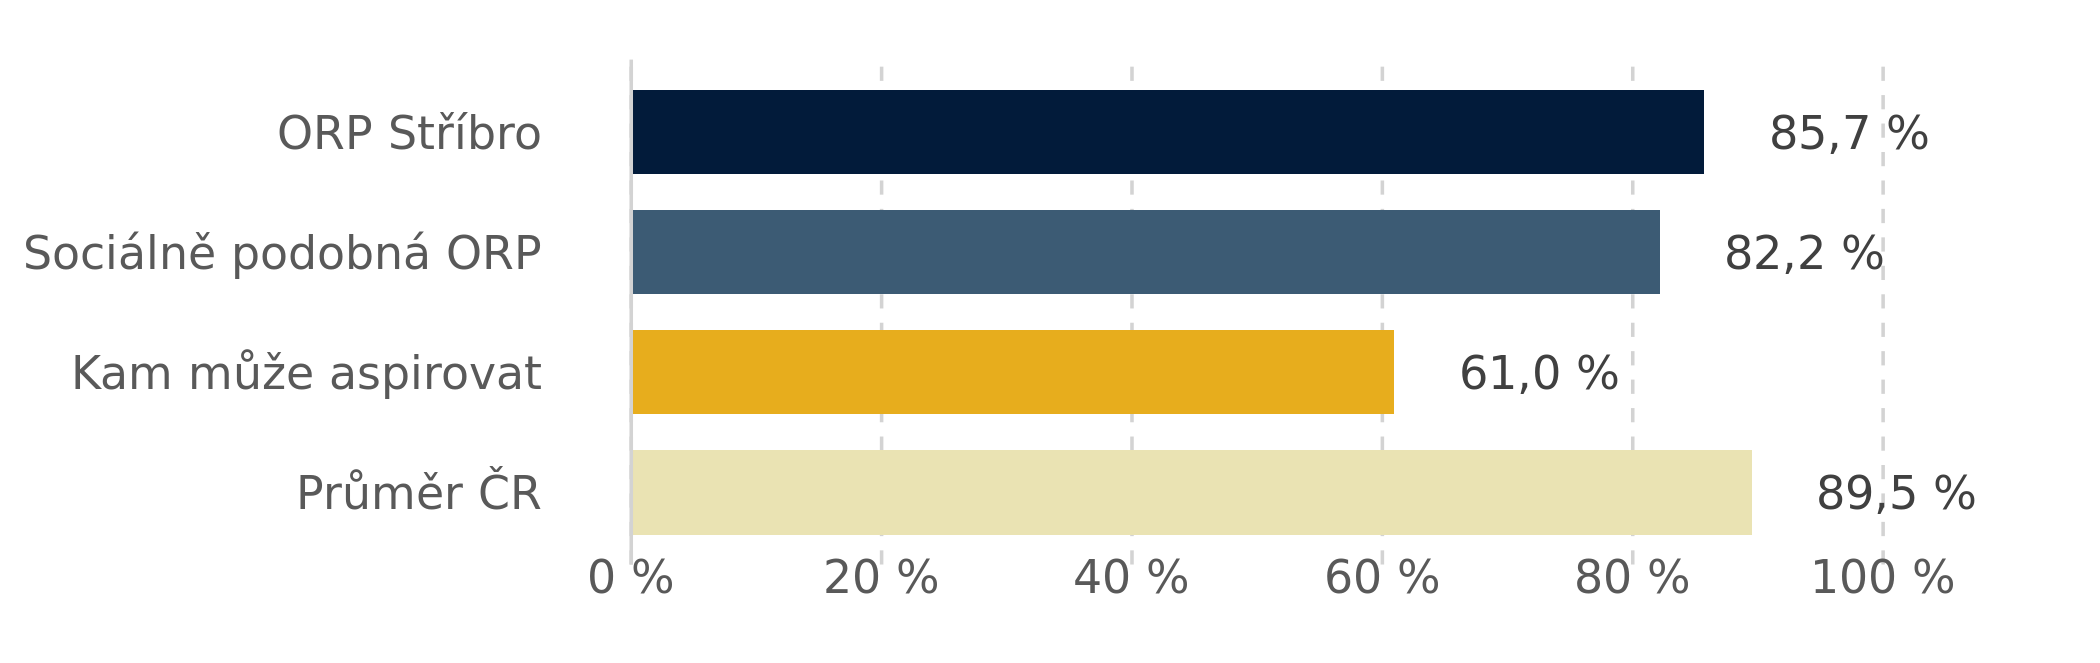 ORP Stříbro 85,7 %
Sociálně podobná ORP 82,2 %
Kam může aspirovat 61,0 %
Průměr ČR 89,5 %
0 % 20 % 40 % 60 % 80 % 100 %